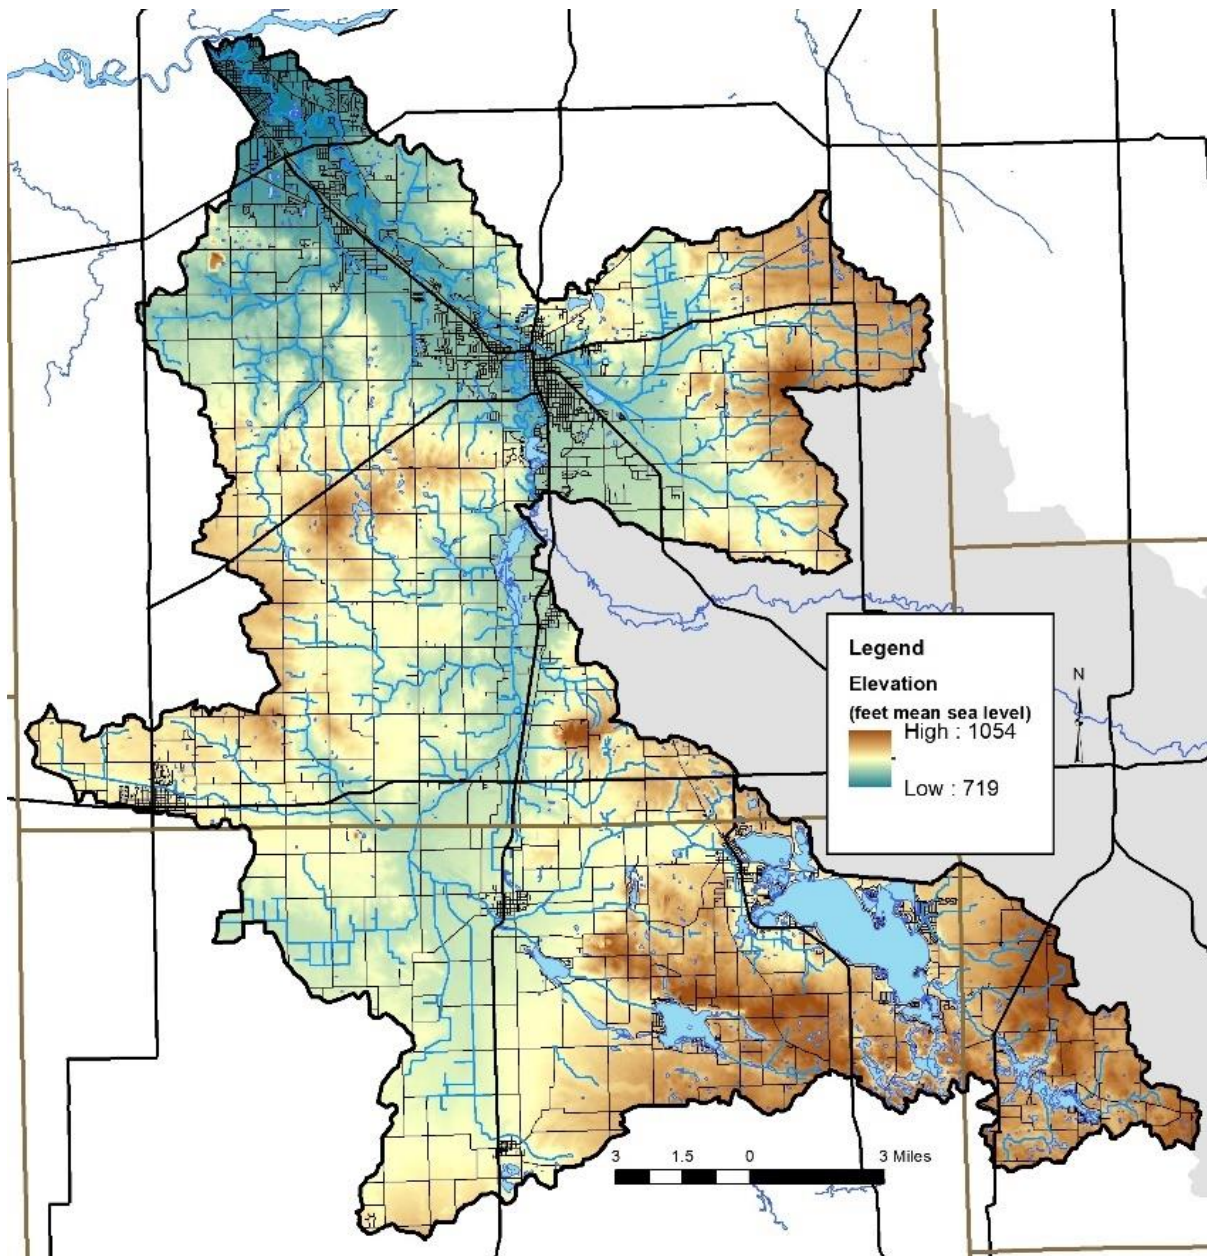 Legend
Elevation
(feet mean sea level)
High : 1054
Low : 719
N
3 1.5 0 3 Miles